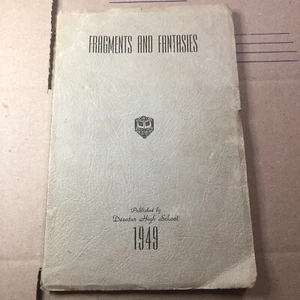 FRAGMENTS AND FANTASIES
Published by
Decatur High School
1949